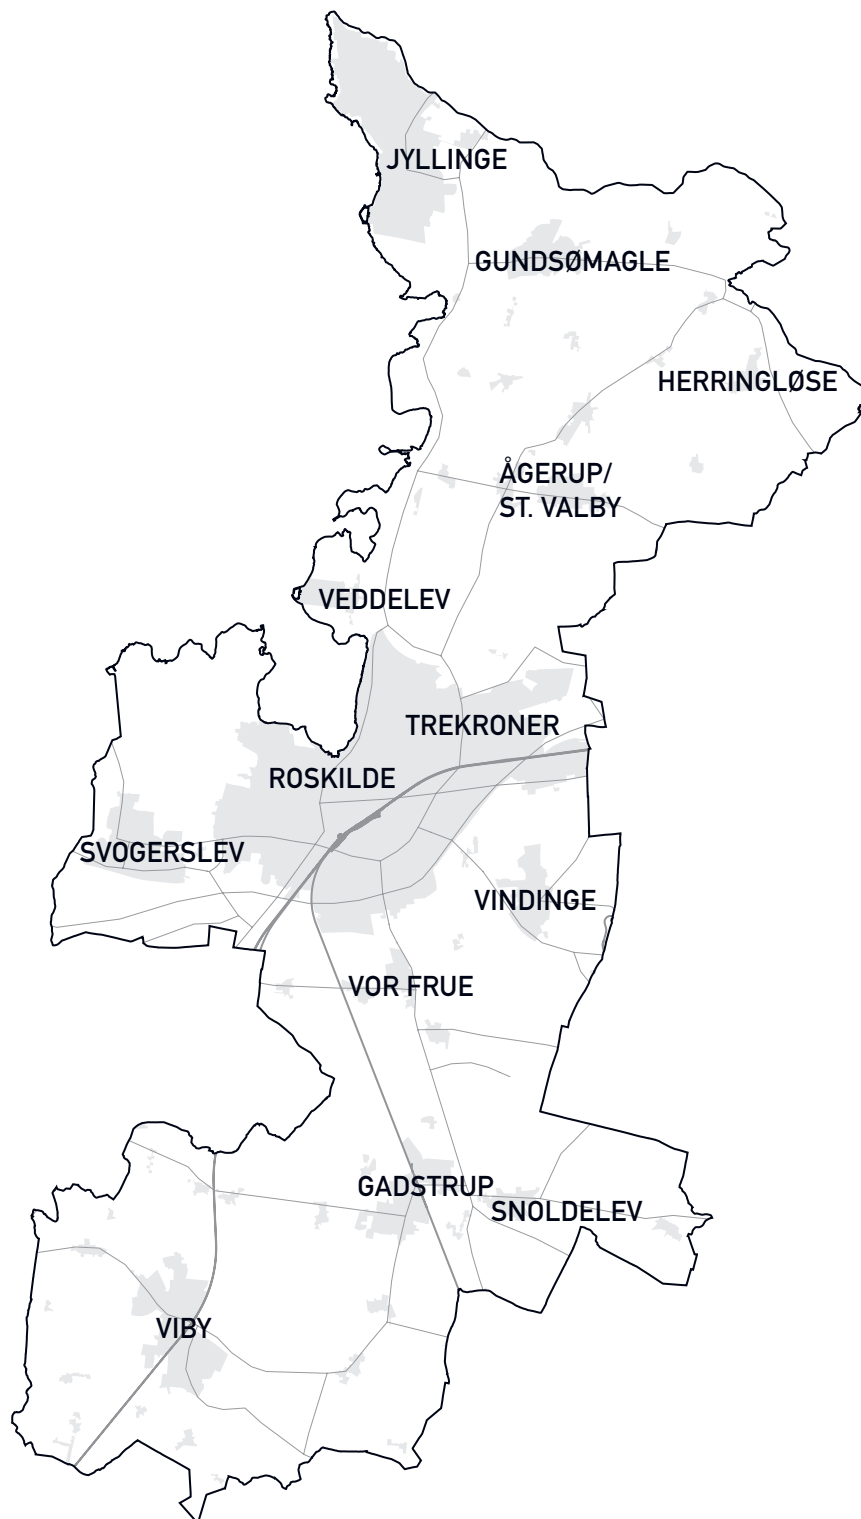 JYLLINGE
GUNDSØMAGLE
HERRINGLØSE
ÅGERUP/
ST. VALBY
VEDDELEV
TREKRONER
ROSKILDE
SVOGERSLEV
VINDINGE
VOR FRUE
GADSTRUP
SNOLDELEV
VIBY